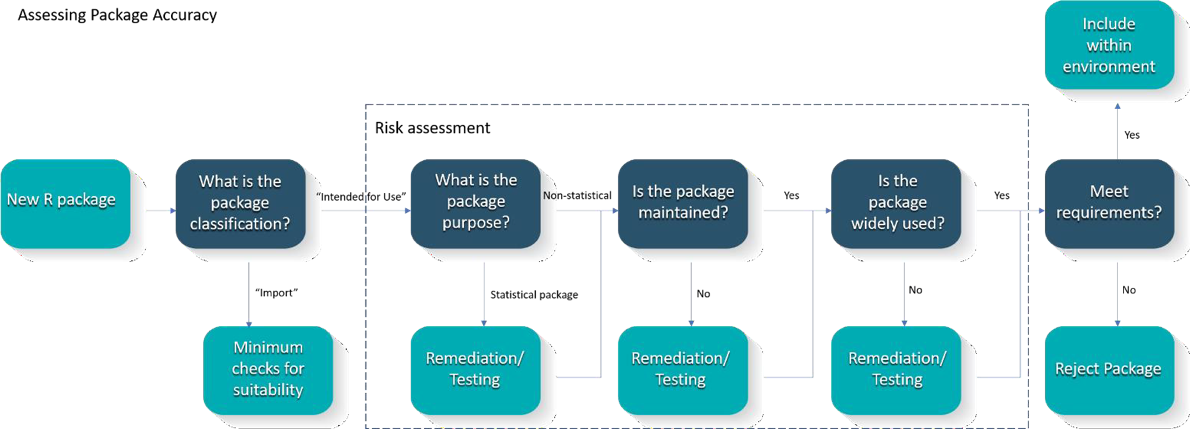 Assessing Package Accuracy
Include
within
environment
Yes
Risk assessment
New R package
What is the
package
classification?
"Intended for Use"
What is the
package
purpose?
Non-statistical
Is the package
maintained?
Yes
Is the
package
widely used?
Yes
Meet
requirements?
"Import"
Statistical package
No
No
No
Minimum
checks for
suitability
Remediation/
Testing
Remediation/
Testing
Remediation/
Testing
Reject Package